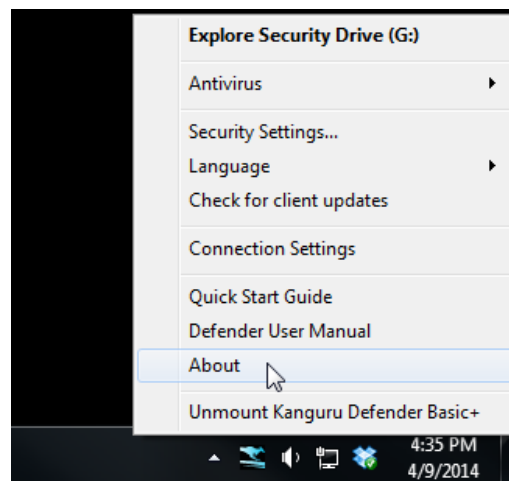 Explore Security Drive (G:)
Antivirus
Security Settings...
Language
Check for client updates
Connection Settings
Quick Start Guide
Defender User Manual
About
Unmount Kanguru Defender Basic+
4:35 PM
4/9/2014